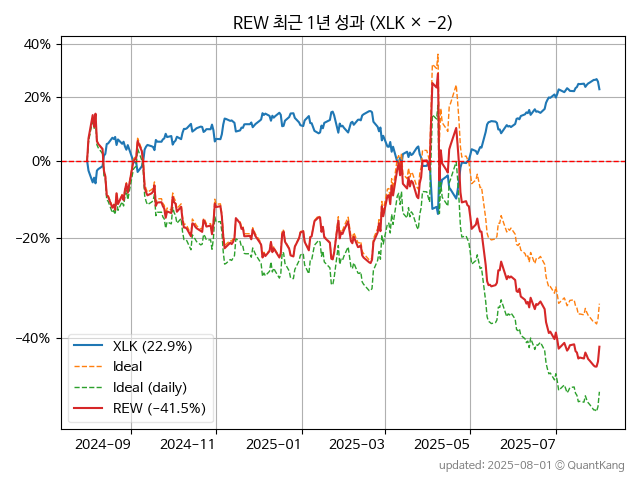 REW 최근 1년 성과 (XLK × -2)
40%
20%
0%
−20%
−40%
XLK (22.9%)
Ideal
Ideal (daily)
REW (-41.5%)
2024-09
2024-11
2025-01
2025-03
2025-05
2025-07
updated: 2025-08-01 © QuantKang